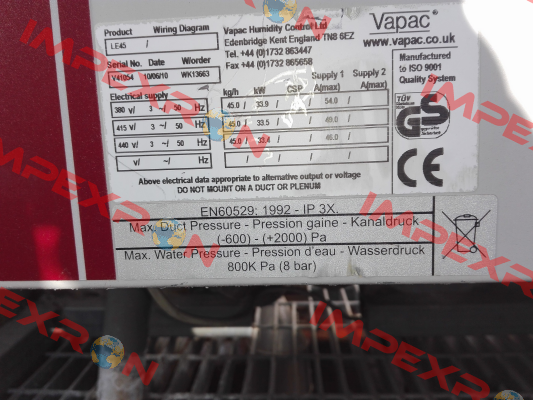 Product Wiring Diagram
LE45 /
Serial No. Date W/order
V41054 10/06/10 WK13663
Electrical supply
380 v/ 3 ~/ 50 Hz
415 v/ 3 ~/ 50 Hz
440 v/ 3 ~/ 50 Hz
v/ ~/ Hz
Vapac Humidity Control Ltd
Edenbridge Kent England TN8 6EZ
Tel. +44 (0)1732 863447
Fax. +44 (0)1732 865658
Supply 1 Supply 2
kg/h kW CSP A(max) A(max)
45.0 / 33.9 / 54.0 /
45.0 / 33.5 / 49.0 /
45.0 / 33.4 / 46.0 /
/ / / /
Above electrical data appropriate to alternative output or voltage
DO NOT MOUNT ON A DUCT OR PLENUM
Vapac®
www.vapac.co.uk
Manufactured
to ISO 9001
Quality System
TÜV
GS
geprüfte
Sicherheit
EN60529: 1992 - IP 3X.
Max. Duct Pressure - Pression gaine - Kanaldruck
(-600) - (+2000) Pa
Max. Water Pressure - Pression d'eau - Wasserdruck
800K Pa (8 bar)
IMPEXRON
IMPEXRON
IMPEXRON
IMPEXRON